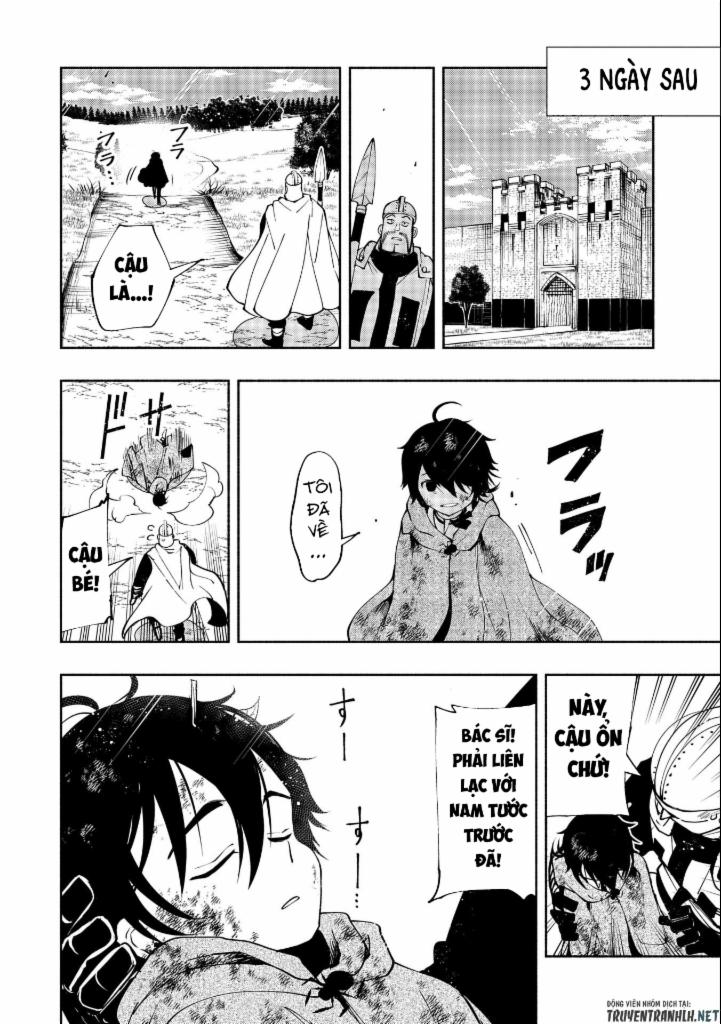 3 NGÀY SAU
フラ
フラ
...
CẬU
LÀ...!
フラッ
TÔI
ĐÃ
VỀ
...
ドサッ
CẬU
BÉ!
NÀY,
CẬU ỔN
CHỨ!
BÁC SĨ!
PHẢI LIÊN
LẠC VỚI
NAM TƯỚC
TRƯỚC
ĐÃ!
すー
すー...
ĐỘNG VIÊN NHÓM DỊCH TẠI:
TRUYENTRANHLH.NET